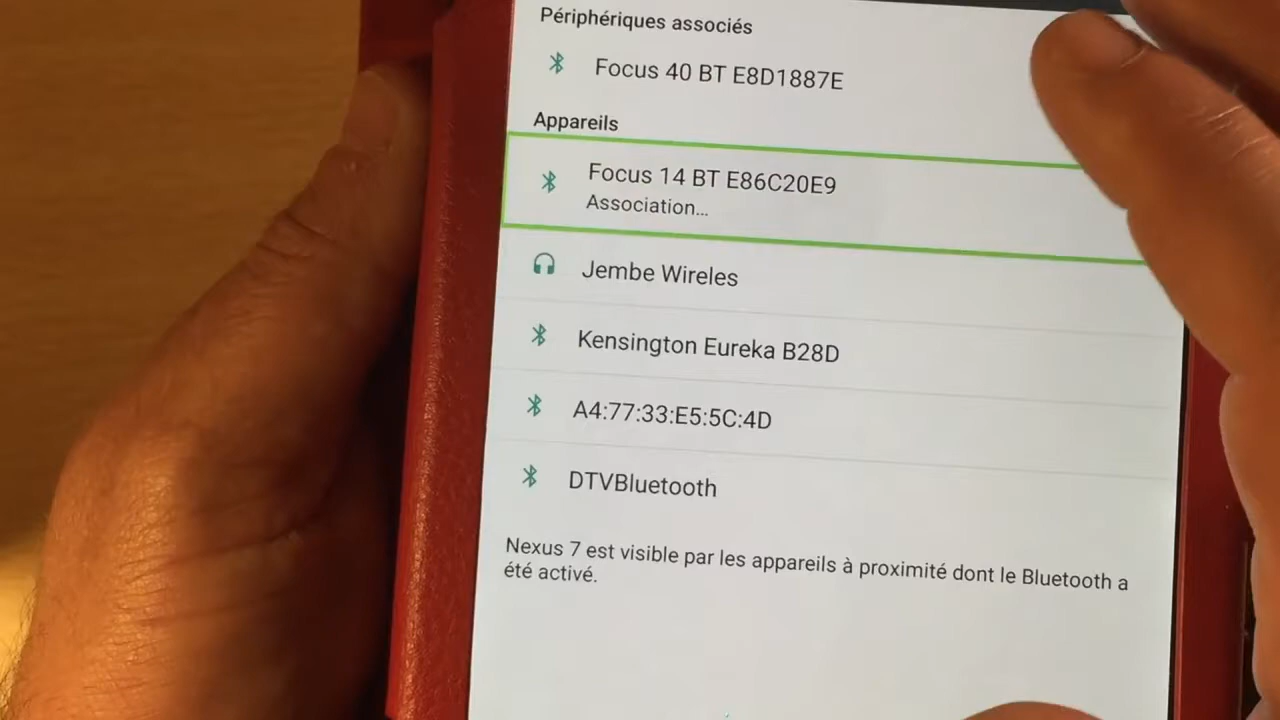 Périphériques associés
Focus 40 BT E8D1887E
Appareils
Focus 14 BT E86C20E9
Association...
Jembe Wireles
Kensington Eureka B28D
A4:77:33:E5:5C:4D
DTVBluetooth
Nexus 7 est visible par les appareils à proximité dont le Bluetooth a
été activé.